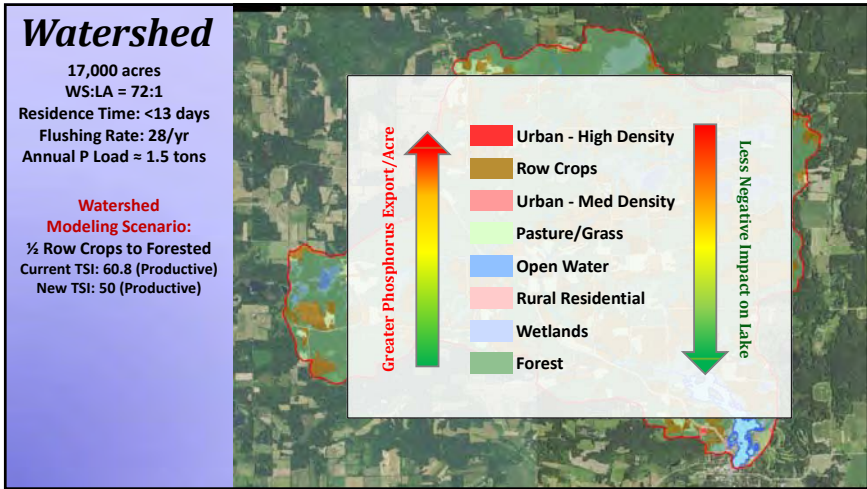 Watershed
17,000 acres
WS:LA = 72:1
Residence Time: <13 days
Flushing Rate: 28/yr
Annual P Load ≈ 1.5 tons
Watershed
Modeling Scenario:
½ Row Crops to Forested
Current TSI: 60.8 (Productive)
New TSI: 50 (Productive)
Greater Phosphorus Export/Acre
Urban - High Density
Row Crops
Urban - Med Density
Pasture/Grass
Open Water
Rural Residential
Wetlands
Forest
Less Negative Impact on
Lake